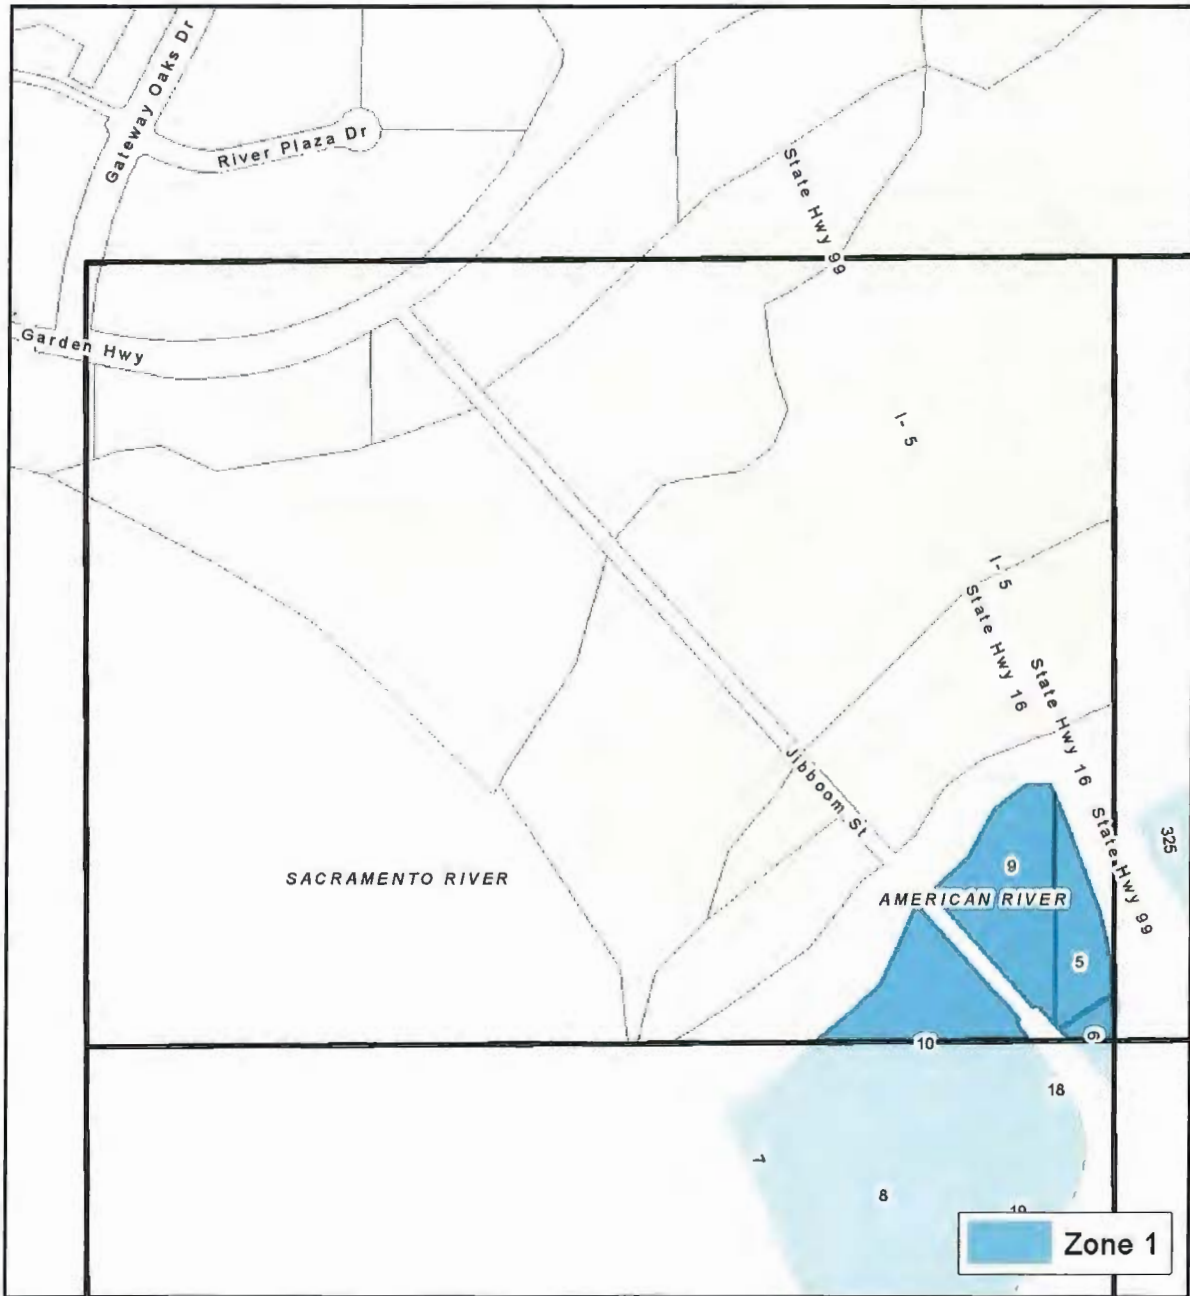 Gateway Oaks Dr
River Plaza Dr
State Hwy 99
Garden Hwy
I- 5
I- 5
State Hwy 16
State Hwy 16
State Hwy 99
Jibboom St
325
SACRAMENTO RIVER
9
AMERICAN RIVER
5
6
10
18
7
8
19
Zone 1